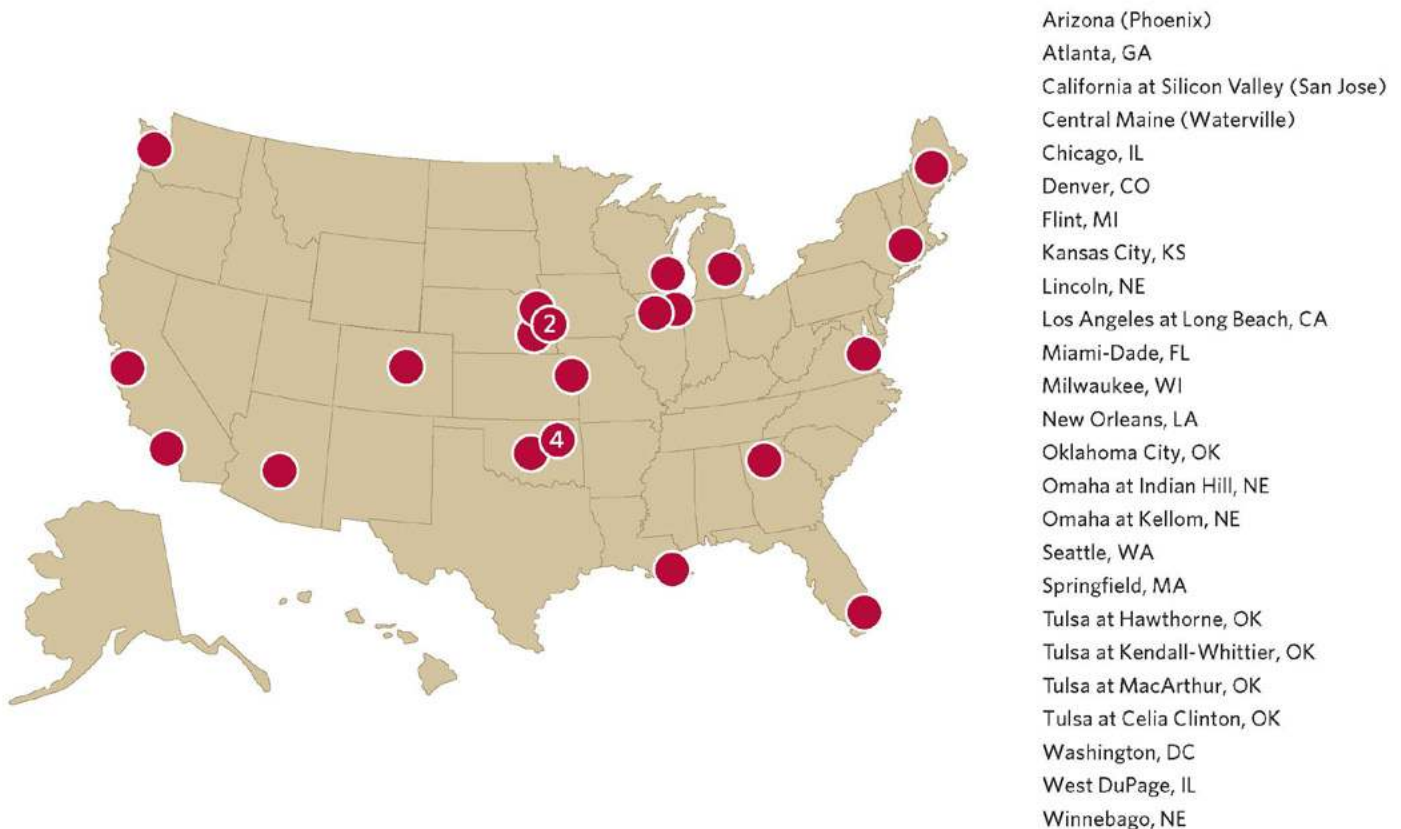 2
4
Arizona (Phoenix)
Atlanta, GA
California at Silicon Valley (San Jose)
Central Maine (Waterville)
Chicago, IL
Denver, CO
Flint, MI
Kansas City, KS
Lincoln, NE
Los Angeles at Long Beach, CA
Miami-Dade, FL
Milwaukee, WI
New Orleans, LA
Oklahoma City, OK
Omaha at Indian Hill, NE
Omaha at Kellom, NE
Seattle, WA
Springfield, MA
Tulsa at Hawthorne, OK
Tulsa at Kendall-Whittier, OK
Tulsa at MacArthur, OK
Tulsa at Celia Clinton, OK
Washington, DC
West DuPage, IL
Winnebago, NE